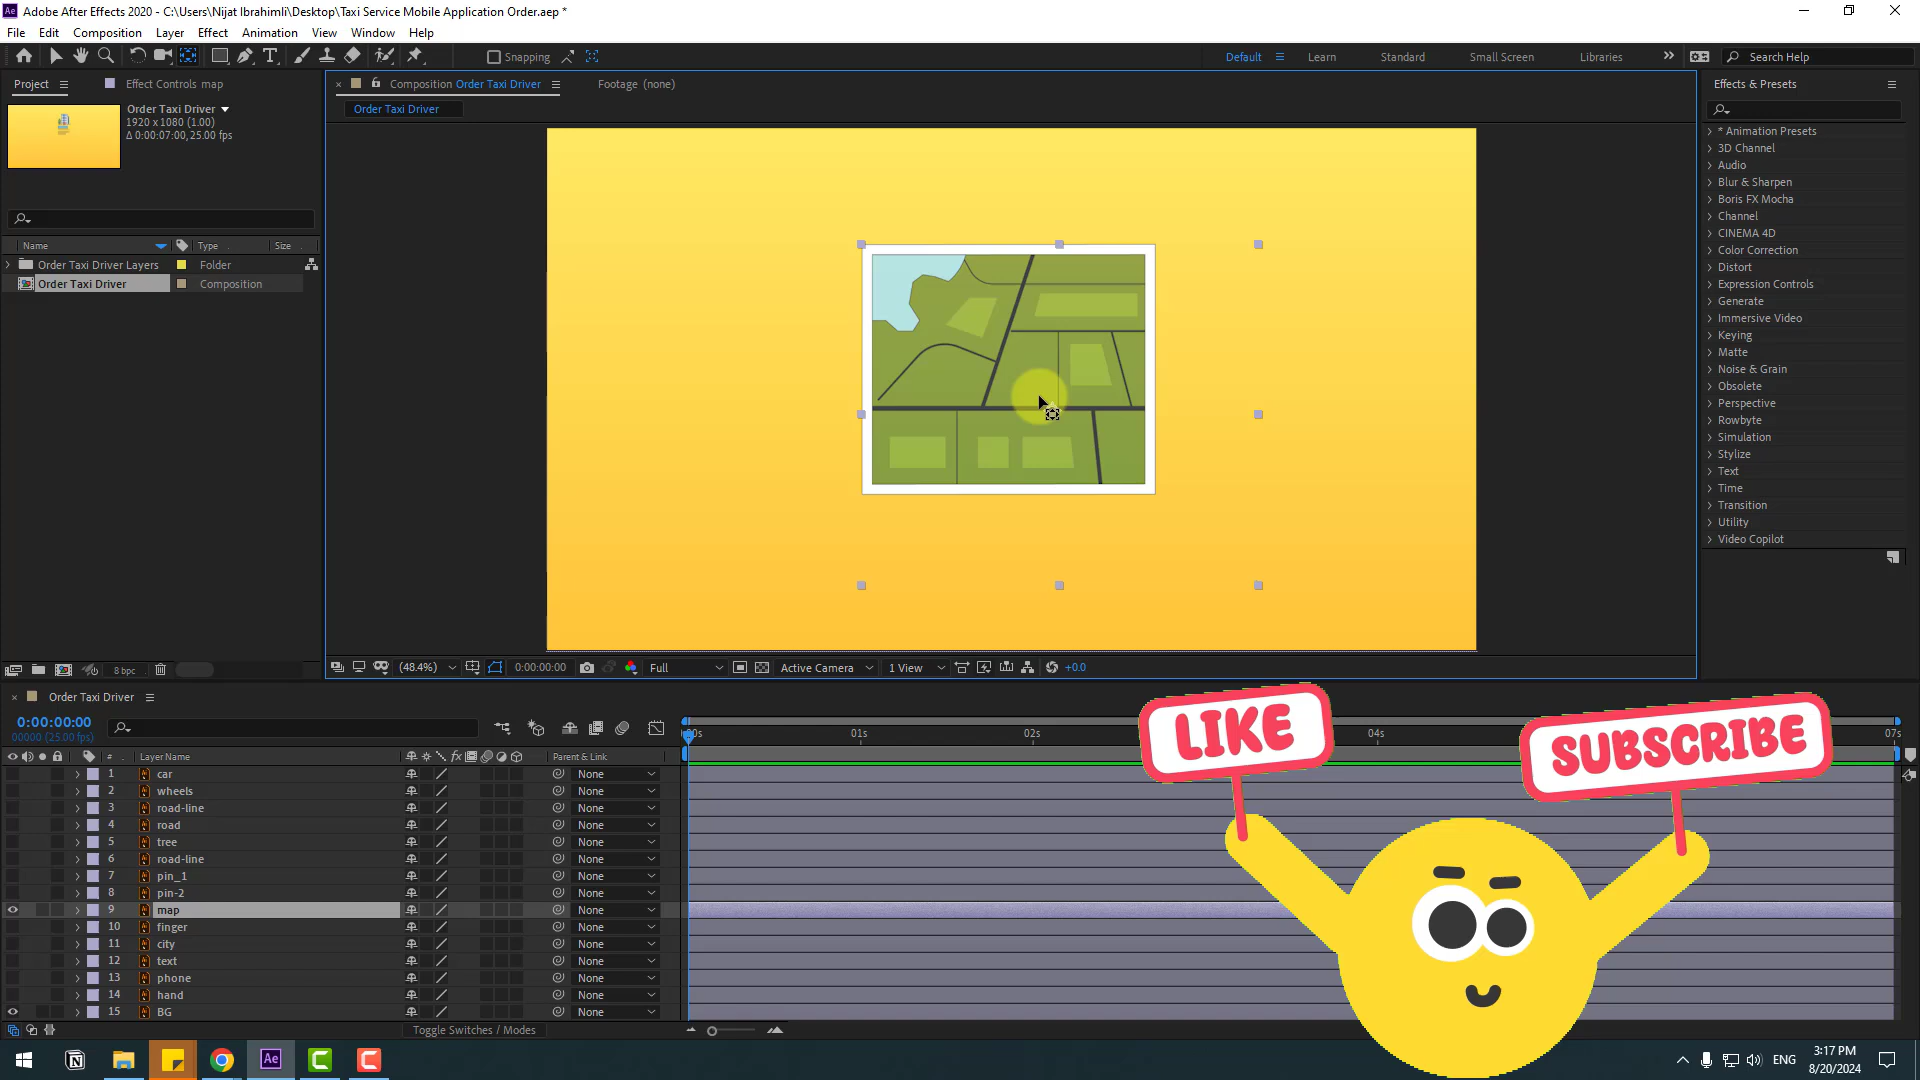 Adobe After Effects 2020 - C:\Users\Nijat Ibrahimli\Desktop\Taxi Service Mobile Application Order.aep *
File Edit Composition Layer Effect Animation View Window Help
Snapping Default Learn Standard Small Screen Libraries Search Help
Project Effect Controls map
Composition Order Taxi Driver Footage (none)
Effects & Presets
Order Taxi Driver
1920 x 1080 (1.00)
Δ 0:00:07:00, 25.00 fps
Order Taxi Driver
Name Type Size
Order Taxi Driver Layers Folder
Order Taxi Driver Composition
* Animation Presets
3D Channel
Audio
Blur & Sharpen
Boris FX Mocha
Channel
CINEMA 4D
Color Correction
Distort
Expression Controls
Generate
Immersive Video
Keying
Matte
Noise & Grain
Obsolete
Perspective
Rowbyte
Simulation
Stylize
Text
Time
Transition
Utility
Video Copilot
8 bpc
(48.4%) 0:00:00:00 Full Active Camera 1 View +0.0
Order Taxi Driver
0:00:00:00
00000 (25.00 fps)
00s 01s 02s 04s 07s
# Layer Name Parent & Link
1 car None
2 wheels None
3 road-line None
4 road None
5 tree None
6 road-line None
7 pin_1 None
8 pin-2 None
9 map None
10 finger None
11 city None
12 text None
13 phone None
14 hand None
15 BG None
Toggle Switches / Modes
LIKE
SUBSCRIBE
Ae
ENG
3:17 PM
8/20/2024